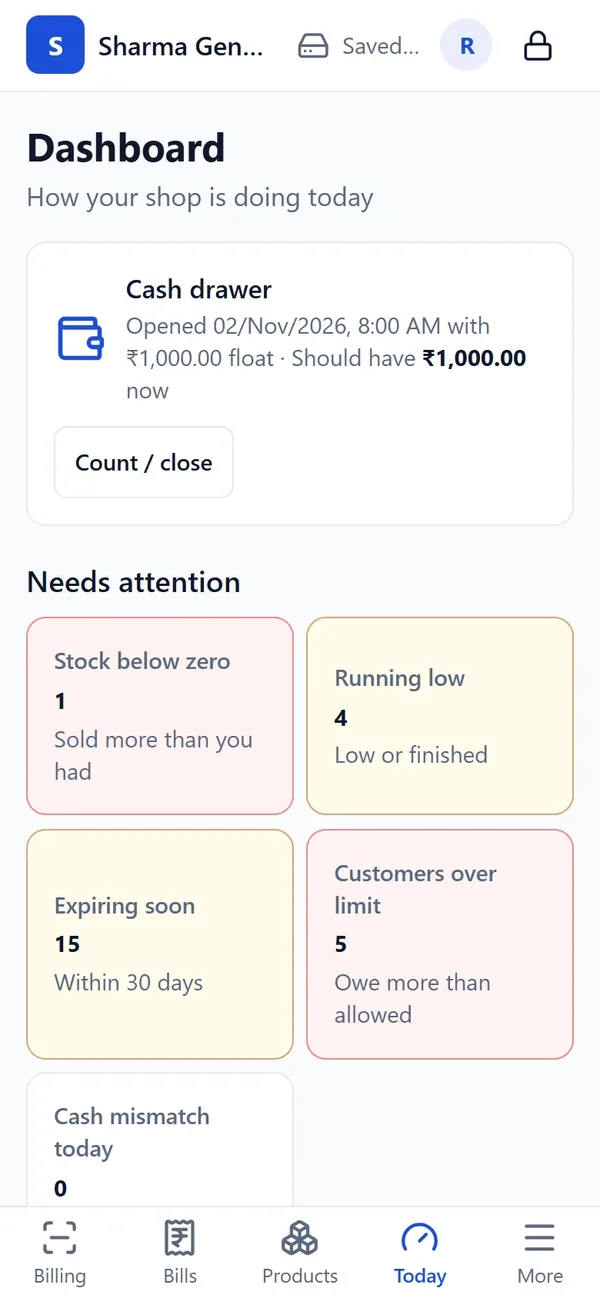 S
Sharma Gen...
Saved...
R
Dashboard
How your shop is doing today
Cash drawer
Opened 02/Nov/2026, 8:00 AM with
₹1,000.00 float · Should have ₹1,000.00
now
Count / close
Needs attention
Stock below zero
1
Sold more than you
had
Running low
4
Low or finished
Expiring soon
15
Within 30 days
Customers over
limit
5
Owe more than
allowed
Cash mismatch
today
0
Billing
Bills
Products
Today
More